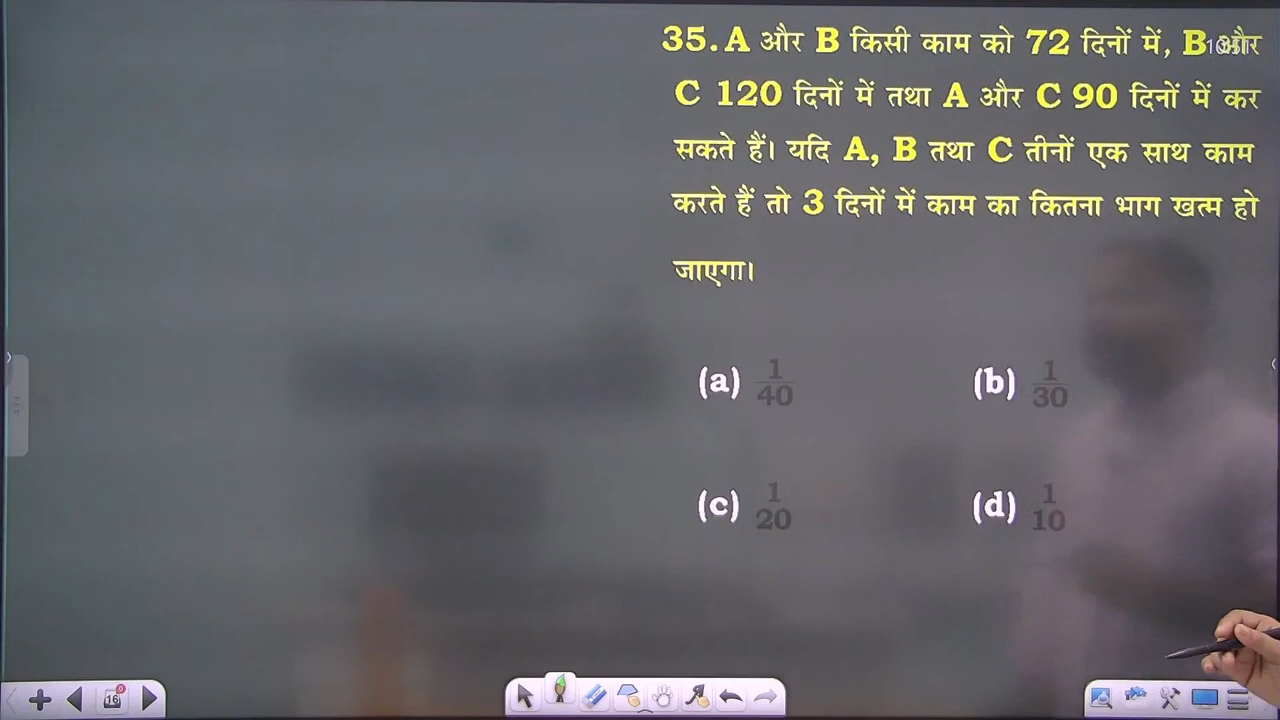 35. A और B किसी काम को 72 दिनों में, B और
C 120 दिनों में तथा A और C 90 दिनों में कर
सकते हैं। यदि A, B तथा C तीनों एक साथ काम
करते हैं तो 3 दिनों में काम का कितना भाग खत्म हो
जाएगा।
(a) 1/40 (b) 1/30
(c) 1/20 (d) 1/10
16